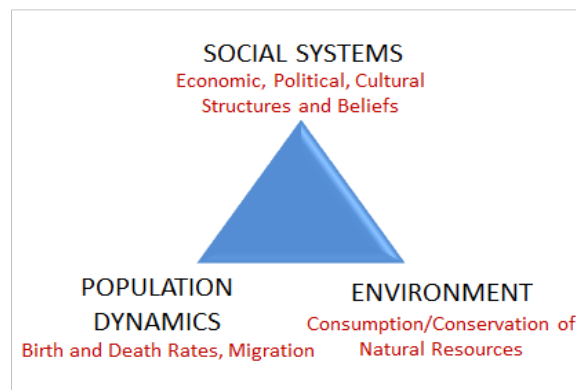 SOCIAL SYSTEMS
Economic, Political, Cultural
Structures and Beliefs
POPULATION
DYNAMICS
Birth and Death Rates, Migration
ENVIRONMENT
Consumption/Conservation of
Natural Resources